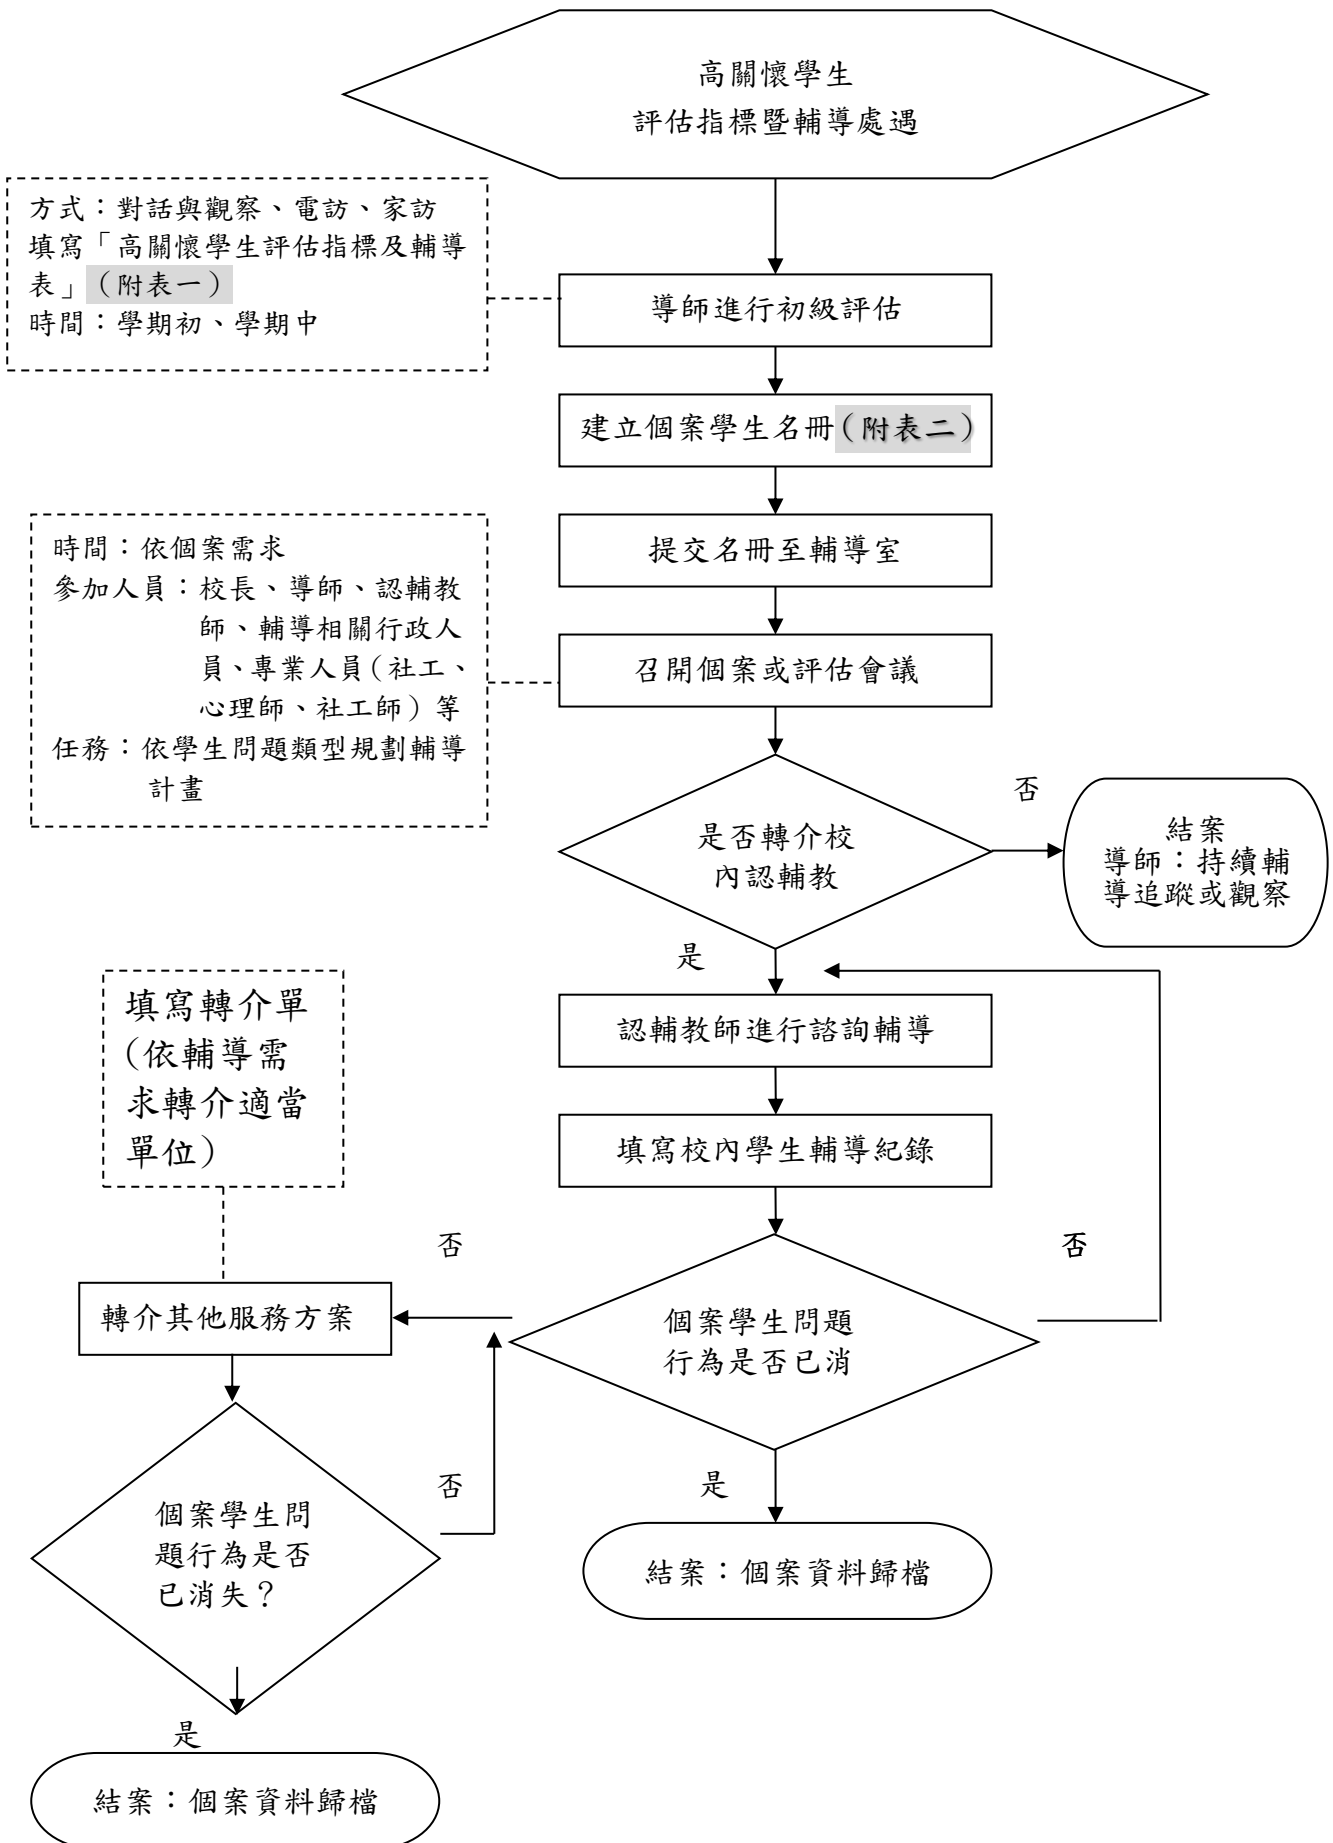 高關懷學生
評估指標暨輔導處遇
方式：對話與觀察、電訪、家訪
填寫「高關懷學生評估指標及輔導
表」（附表一）
時間：學期初、學期中
導師進行初級評估
建立個案學生名冊（附表二）
提交名冊至輔導室
時間：依個案需求
參加人員：校長、導師、認輔教
師、輔導相關行政人
員、專業人員（社工、
心理師、社工師）等
任務：依學生問題類型規劃輔導
計畫
召開個案或評估會議
是否轉介校
內認輔教
否
結案
導師：持續輔
導追蹤或觀察
是
認輔教師進行諮詢輔導
填寫校內學生輔導紀錄
填寫轉介單
（依輔導需
求轉介適當
單位）
否
否
轉介其他服務方案
個案學生問題
行為是否已消
否
是
個案學生問
題行為是否
已消失？
結案：個案資料歸檔
是
結案：個案資料歸檔